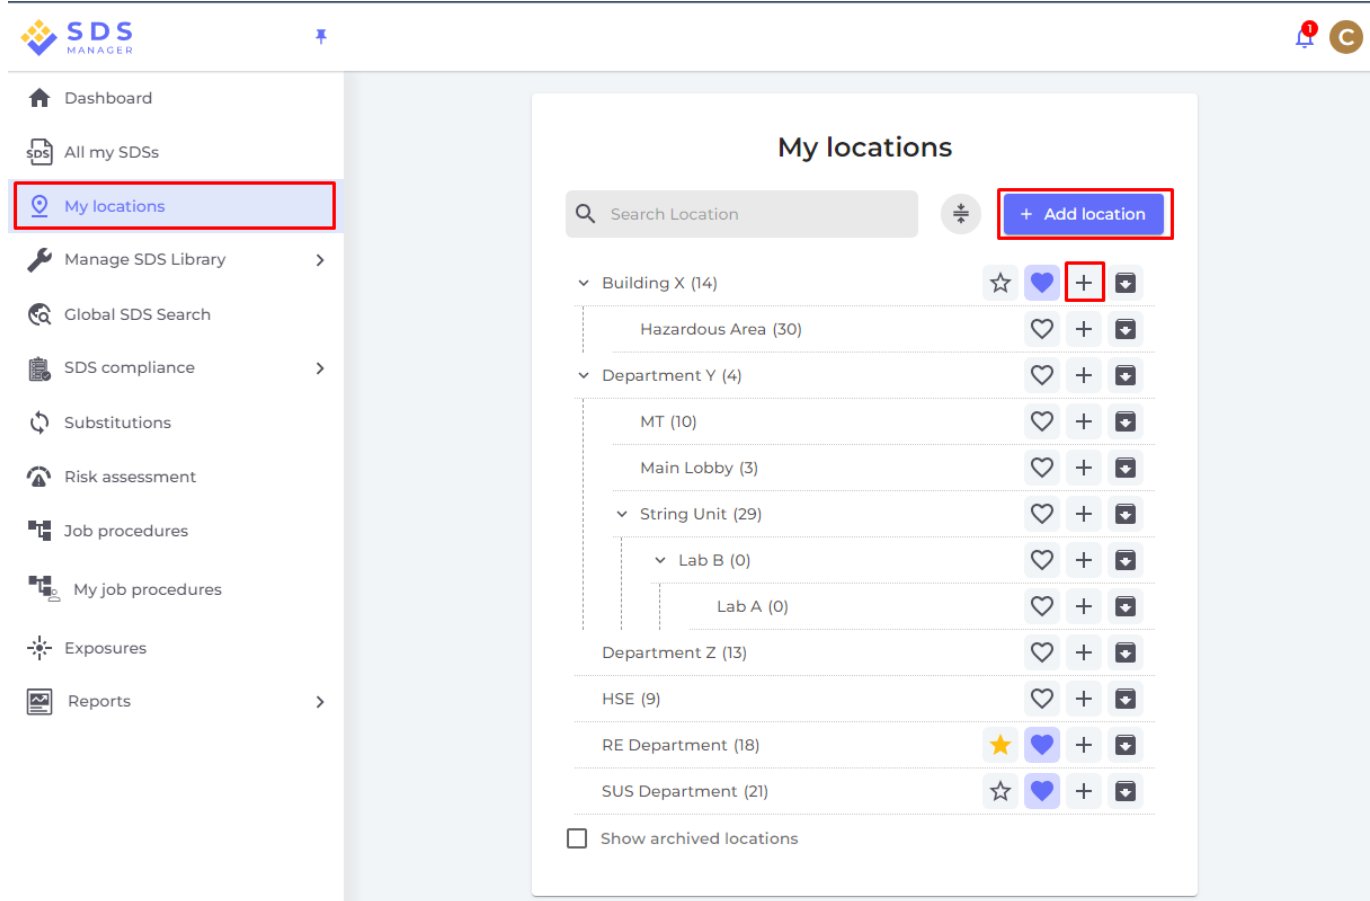 SDS
MANAGER
1
C
Dashboard
SDS
All my SDSs
My locations
Manage SDS Library
Global SDS Search
SDS compliance
Substitutions
Risk assessment
Job procedures
My job procedures
Exposures
Reports
My locations
Search Location
+ Add location
Building X (14)
Hazardous Area (30)
Department Y (4)
MT (10)
Main Lobby (3)
String Unit (29)
Lab B (0)
Lab A (0)
Department Z (13)
HSE (9)
RE Department (18)
SUS Department (21)
Show archived locations